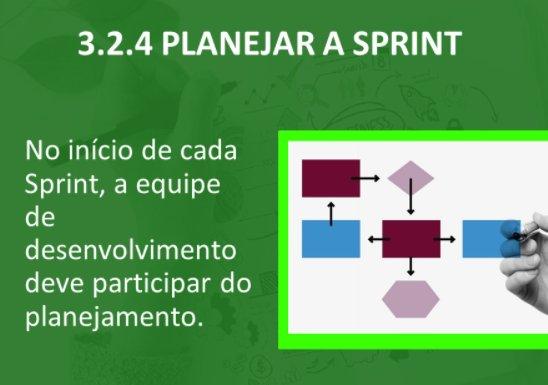 3.2.4 PLANEJAR A SPRINT
No início de cada
Sprint, a equipe
de
desenvolvimento
deve participar do
planejamento.